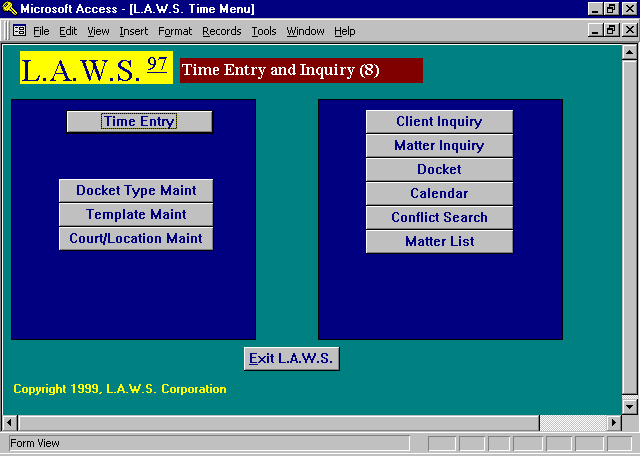 Microsoft Access - [L.A.W.S. Time Menu]
File Edit View Insert Format Records Tools Window Help
L.A.W.S. 97 Time Entry and Inquiry (8)
Time Entry
Docket Type Maint
Template Maint
Court/Location Maint
Client Inquiry
Matter Inquiry
Docket
Calendar
Conflict Search
Matter List
Exit L.A.W.S.
Copyright 1999, L.A.W.S. Corporation
Form View